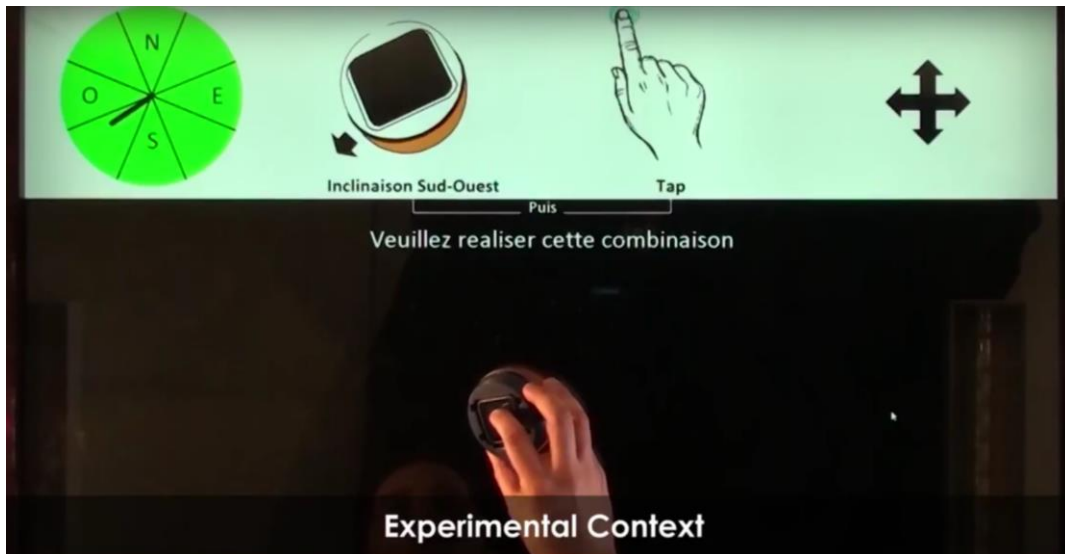 N
O
E
S
Inclinaison Sud-Ouest
Tap
Puis
Veuillez realiser cette combinaison
Experimental Context